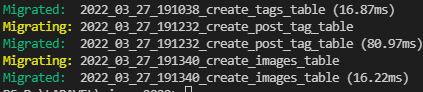 Migrated:  2022_03_27_191038_create_tags_table (16.87ms)
Migrating: 2022_03_27_191232_create_post_tag_table
Migrated:  2022_03_27_191232_create_post_tag_table (80.97ms)
Migrating: 2022_03_27_191340_create_images_table
Migrated:  2022_03_27_191340_create_images_table (16.22ms)